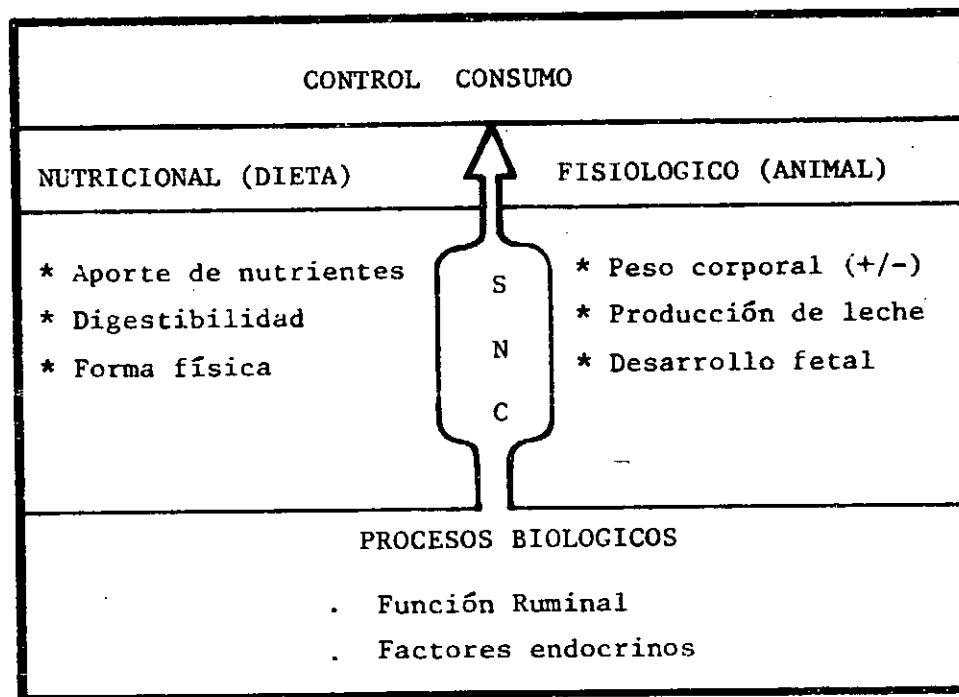 CONTROL CONSUMO
NUTRICIONAL (DIETA)
FISIOLOGICO (ANIMAL)
* Aporte de nutrientes
* Digestibilidad
* Forma física
S
N
C
* Peso corporal (+/-)
* Producción de leche
* Desarrollo fetal
PROCESOS BIOLOGICOS
. Función Ruminal
. Factores endocrinos